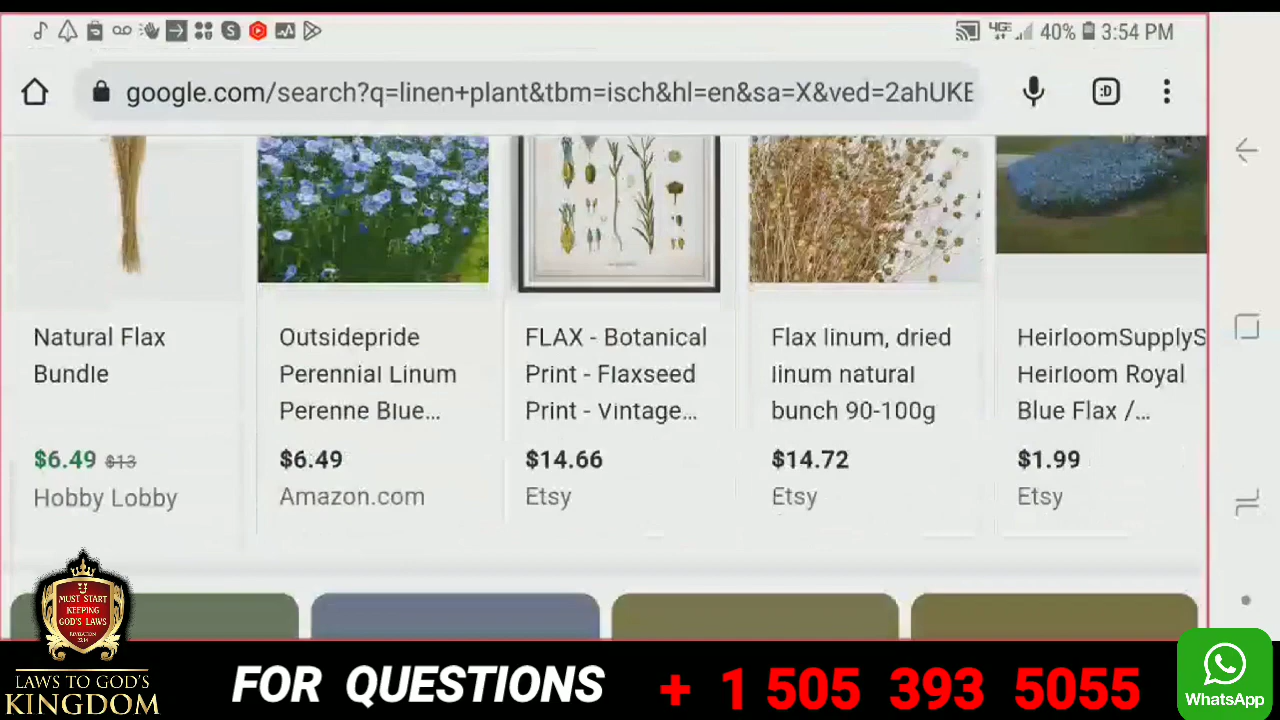 40% 3:54 PM
google.com/search?q=linen+plant&tbm=isch&hl=en&sa=X&ved=2ahUKE
:D
Natural Flax
Bundle
$6.49 $13
Hobby Lobby
Outsidepride
Perennial Linum
Perenne Blue...
$6.49
Amazon.com
FLAX - Botanical
Print - Flaxseed
Print - Vintage...
$14.66
Etsy
Flax linum, dried
linum natural
bunch 90-100g
$14.72
Etsy
HeirloomSupplyS
Heirloom Royal
Blue Flax /...
$1.99
Etsy
MUST START
KEEPING
GOD'S LAWS
REVELATION
22:14
LAWS TO GOD'S
KINGDOM
FOR QUESTIONS + 1 505 393 5055
WhatsApp